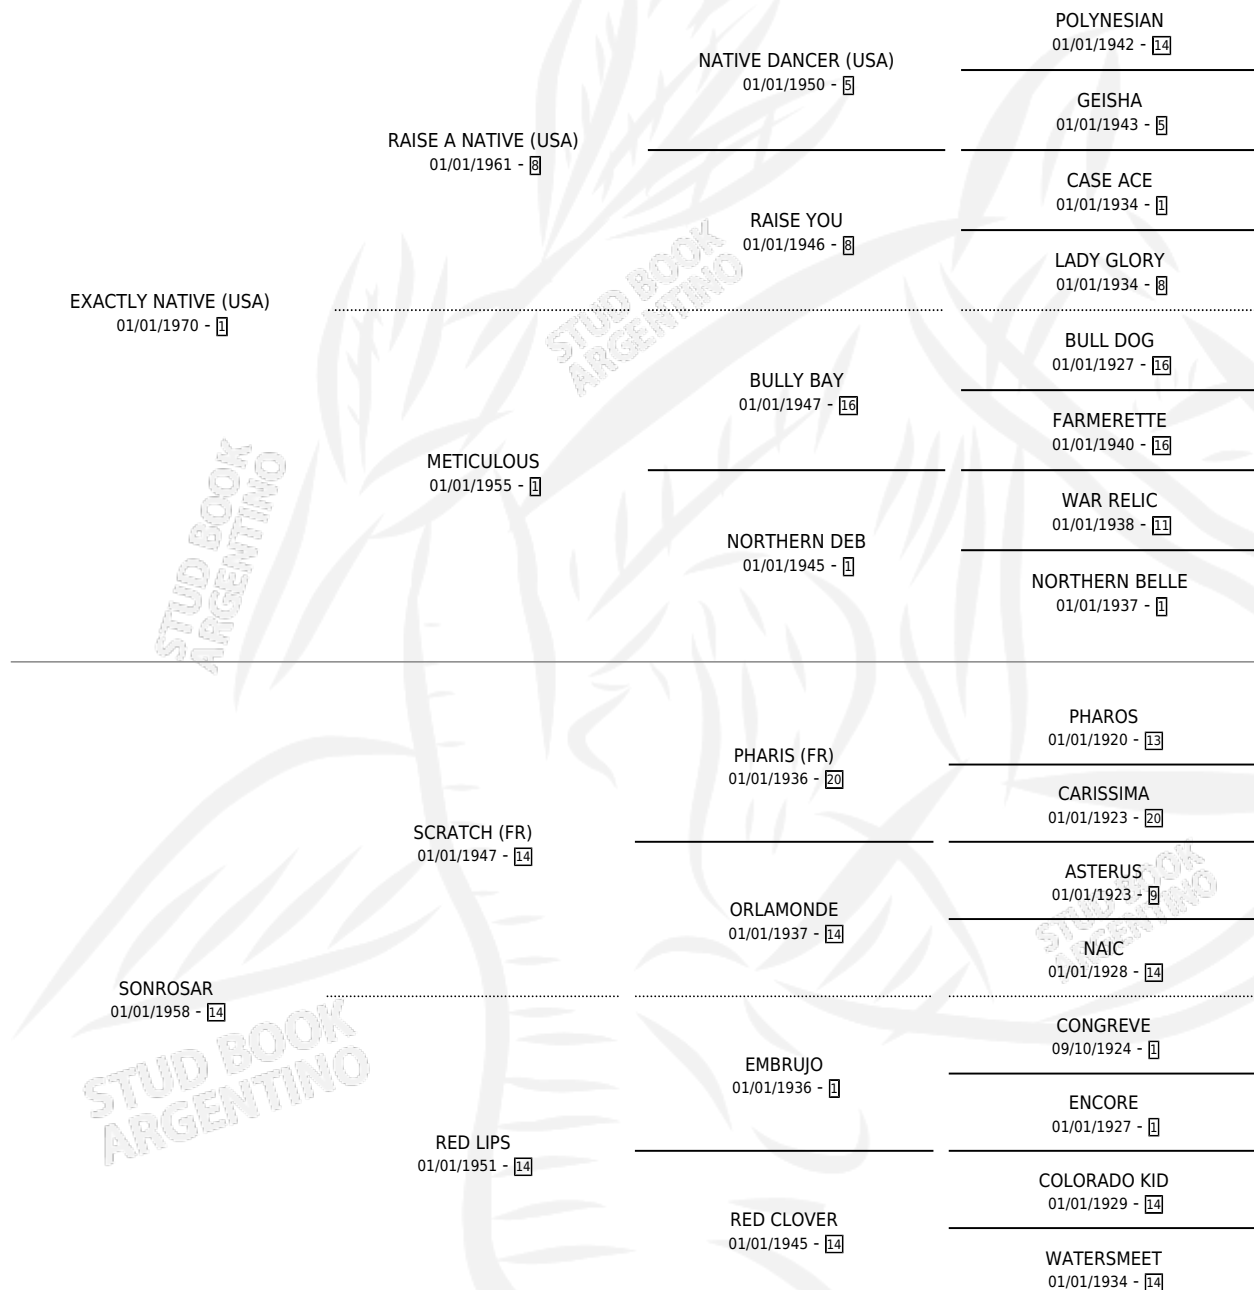 POLYNESIAN
01/01/1942 - 14
NATIVE DANCER (USA)
01/01/1950 - 5
GEISHA
01/01/1943 - 5
RAISE A NATIVE (USA)
01/01/1961 - 8
CASE ACE
01/01/1934 - 1
RAISE YOU
01/01/1946 - 8
LADY GLORY
01/01/1934 - 8
EXACTLY NATIVE (USA)
01/01/1970 - 1
BULL DOG
01/01/1927 - 16
BULLY BAY
01/01/1947 - 16
FARMERETTE
01/01/1940 - 16
METICULOUS
01/01/1955 - 1
WAR RELIC
01/01/1938 - 11
NORTHERN DEB
01/01/1945 - 1
NORTHERN BELLE
01/01/1937 - 1
PHAROS
01/01/1920 - 13
PHARIS (FR)
01/01/1936 - 20
CARISSIMA
01/01/1923 - 20
SCRATCH (FR)
01/01/1947 - 14
ASTERUS
01/01/1923 - 9
ORLAMONDE
01/01/1937 - 14
NAIC
01/01/1928 - 14
SONROSAR
01/01/1958 - 14
CONGREVE
09/10/1924 - 1
EMBRUJO
01/01/1936 - 1
ENCORE
01/01/1927 - 1
RED LIPS
01/01/1951 - 14
COLORADO KID
01/01/1929 - 14
RED CLOVER
01/01/1945 - 14
WATERSMEET
01/01/1934 - 14
STUD BOOK
ARGENTINO
STUD BOOK
ARGENTINO
STUD BOOK
ARGENTINO
STUD BOOK
ARGENTINO